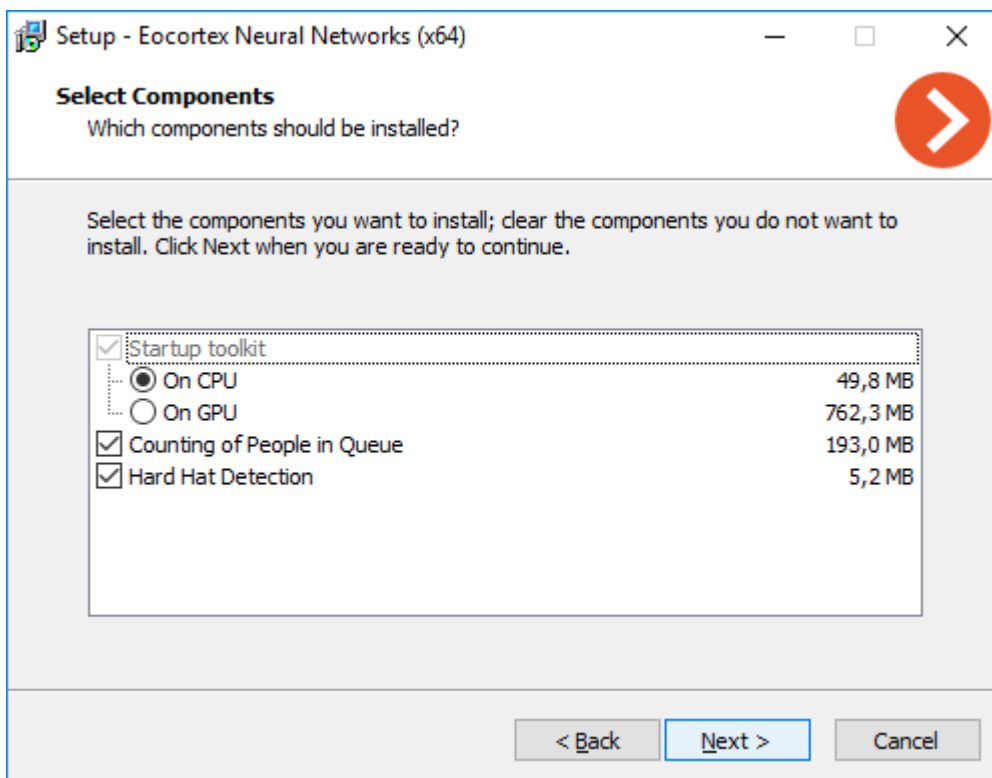 Setup - Eocortex Neural Networks (x64)
Select Components
Which components should be installed?
Select the components you want to install; clear the components you do not want to
install. Click Next when you are ready to continue.
Startup toolkit
On CPU 49,8 MB
On GPU 762,3 MB
Counting of People in Queue 193,0 MB
Hard Hat Detection 5,2 MB
< Back Next > Cancel